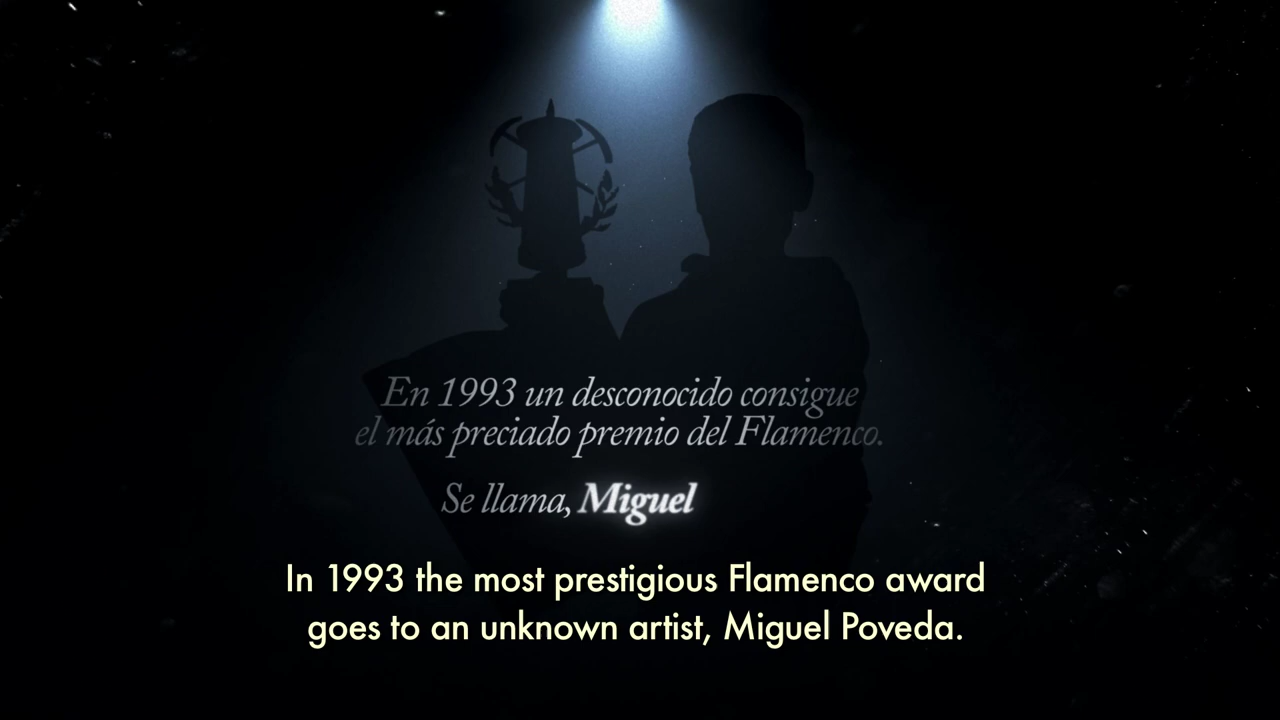 En 1993 un desconocido consigue
el más preciado premio del Flamenco.
Se llama, Miguel
In 1993 the most prestigious Flamenco award
goes to an unknown artist, Miguel Poveda.